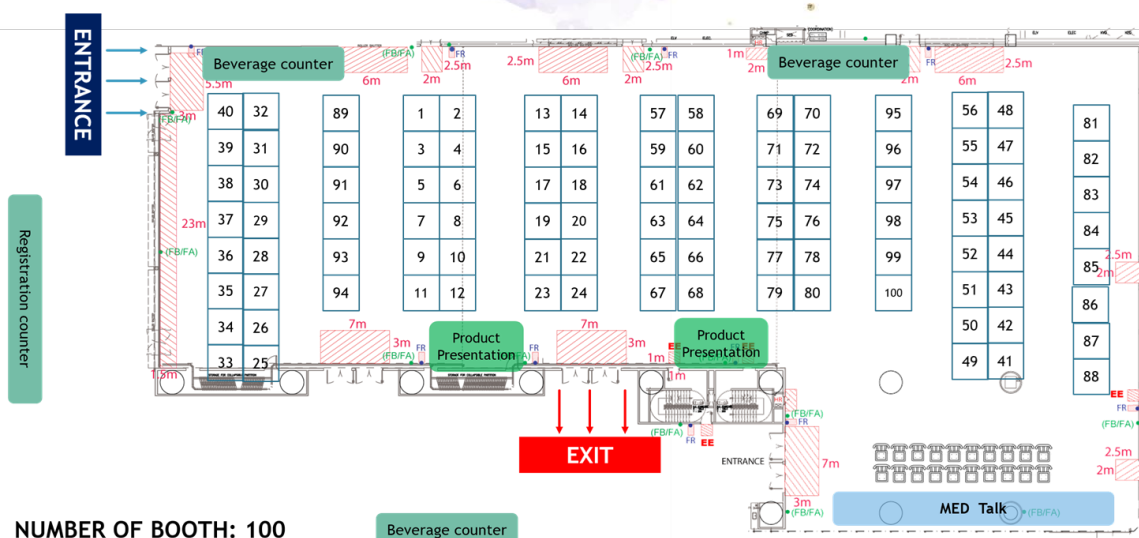 ENTRANCE
Registration counter
Beverage counter
Beverage counter
(FB/FA)
FR
(FB/FA)
FR
FR
5.5m
3m
(FB/FA)
23m
(FB/FA)
1.5m
6m
2m
2.5m
2.5m
6m
2m
2.5m
1m
2m
2m
6m
2.5m
40 32 89 1 2 13 14 57 58 69 70 95 56 48 81
39 31 90 3 4 15 16 59 60 71 72 96 55 47 82
38 30 91 5 6 17 18 61 62 73 74 97 54 46 83
37 29 92 7 8 19 20 63 64 75 76 98 53 45 84
36 28 93 9 10 21 22 65 66 77 78 99 52 44 85
35 27 94 11 12 23 24 67 68 79 80 100 51 43 86
34 26 50 42 87
33 25 49 41 88
2.5m
2m
7m
3m
(FB/FA)
FR
Product
Presentation
FR
7m
3m
1m
1m
EE
Product
Presentation
EE
FR
(FB/FA)
FR
EE
(FB/FA)
FR
(FB/FA)
EXIT
ENTRANCE
7m
3m
(FB/FA)
EE
FR
(FB/FA)
2.5m
2m
MED Talk
(FB/FA)
NUMBER OF BOOTH: 100
Beverage counter